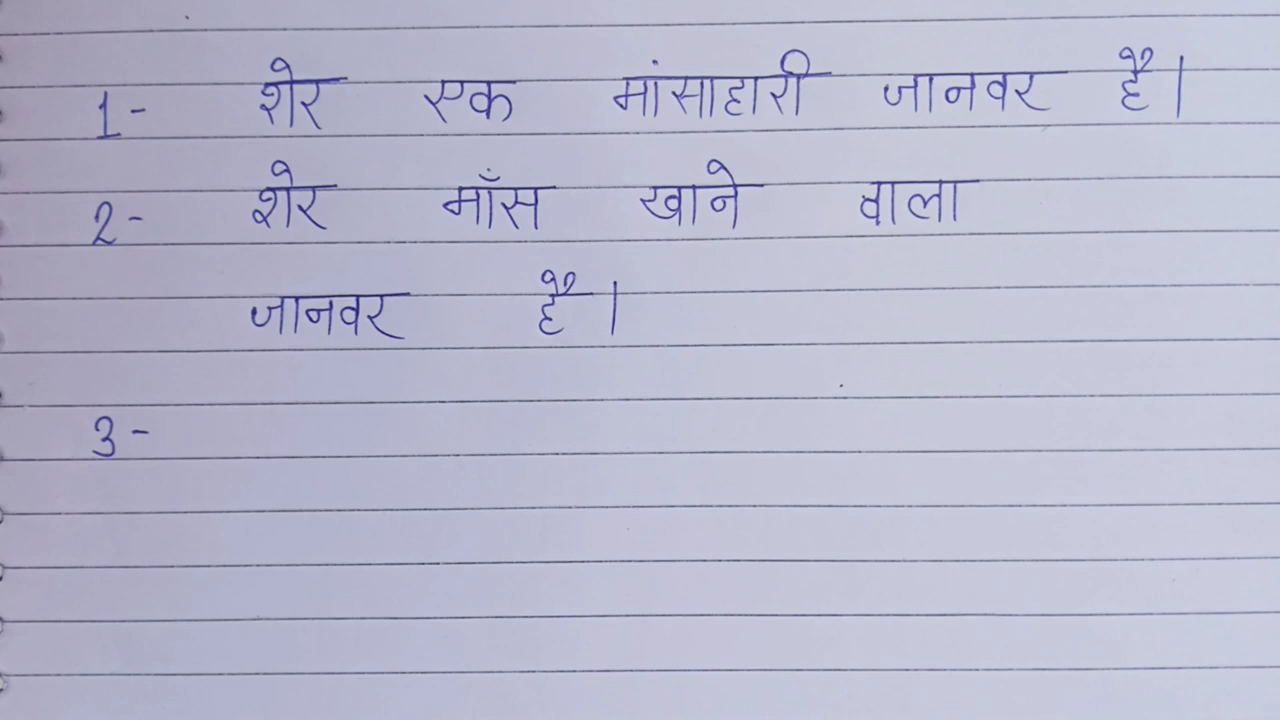 1- शेर एक मांसाहारी जानवर है।
2- शेर माँस खाने वाला
जानवर है।
3-